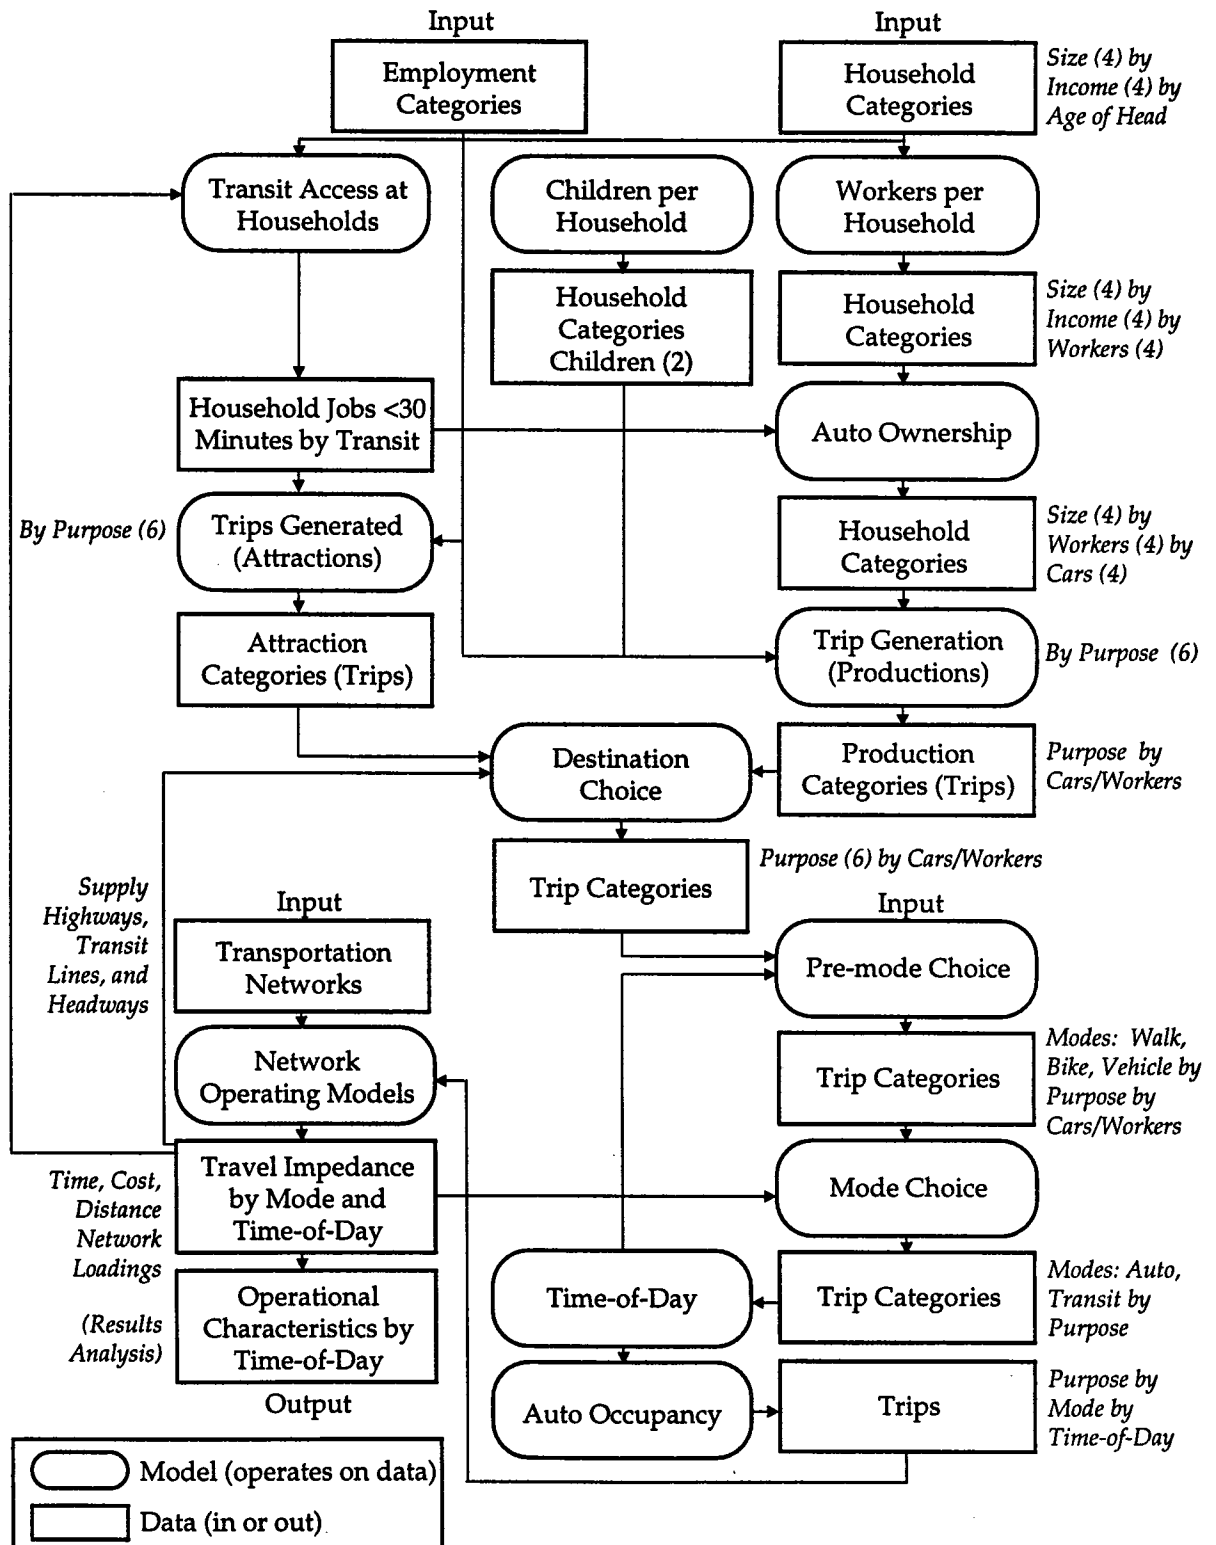 Input
Employment
Categories
Input
Household
Categories
Size (4) by
Income (4) by
Age of Head
Transit Access at
Households
Children per
Household
Workers per
Household
Household
Categories
Children (2)
Household
Categories
Size (4) by
Income (4) by
Workers (4)
Household Jobs <30
Minutes by Transit
Auto Ownership
By Purpose (6)
Trips Generated
(Attractions)
Household
Categories
Size (4) by
Workers (4) by
Cars (4)
Attraction
Categories (Trips)
Trip Generation
(Productions)
By Purpose (6)
Destination
Choice
Production
Categories (Trips)
Purpose by
Cars/Workers
Trip Categories
Purpose (6) by Cars/Workers
Supply
Highways,
Transit
Lines, and
Headways
Input
Transportation
Networks
Input
Pre-mode Choice
Network
Operating Models
Trip Categories
Modes: Walk,
Bike, Vehicle by
Purpose by
Cars/Workers
Time, Cost,
Distance
Network
Loadings
Travel Impedance
by Mode and
Time-of-Day
Mode Choice
(Results
Analysis)
Operational
Characteristics by
Time-of-Day
Output
Time-of-Day
Trip Categories
Modes: Auto,
Transit by
Purpose
Auto Occupancy
Trips
Purpose by
Mode by
Time-of-Day
Model (operates on data)
Data (in or out)